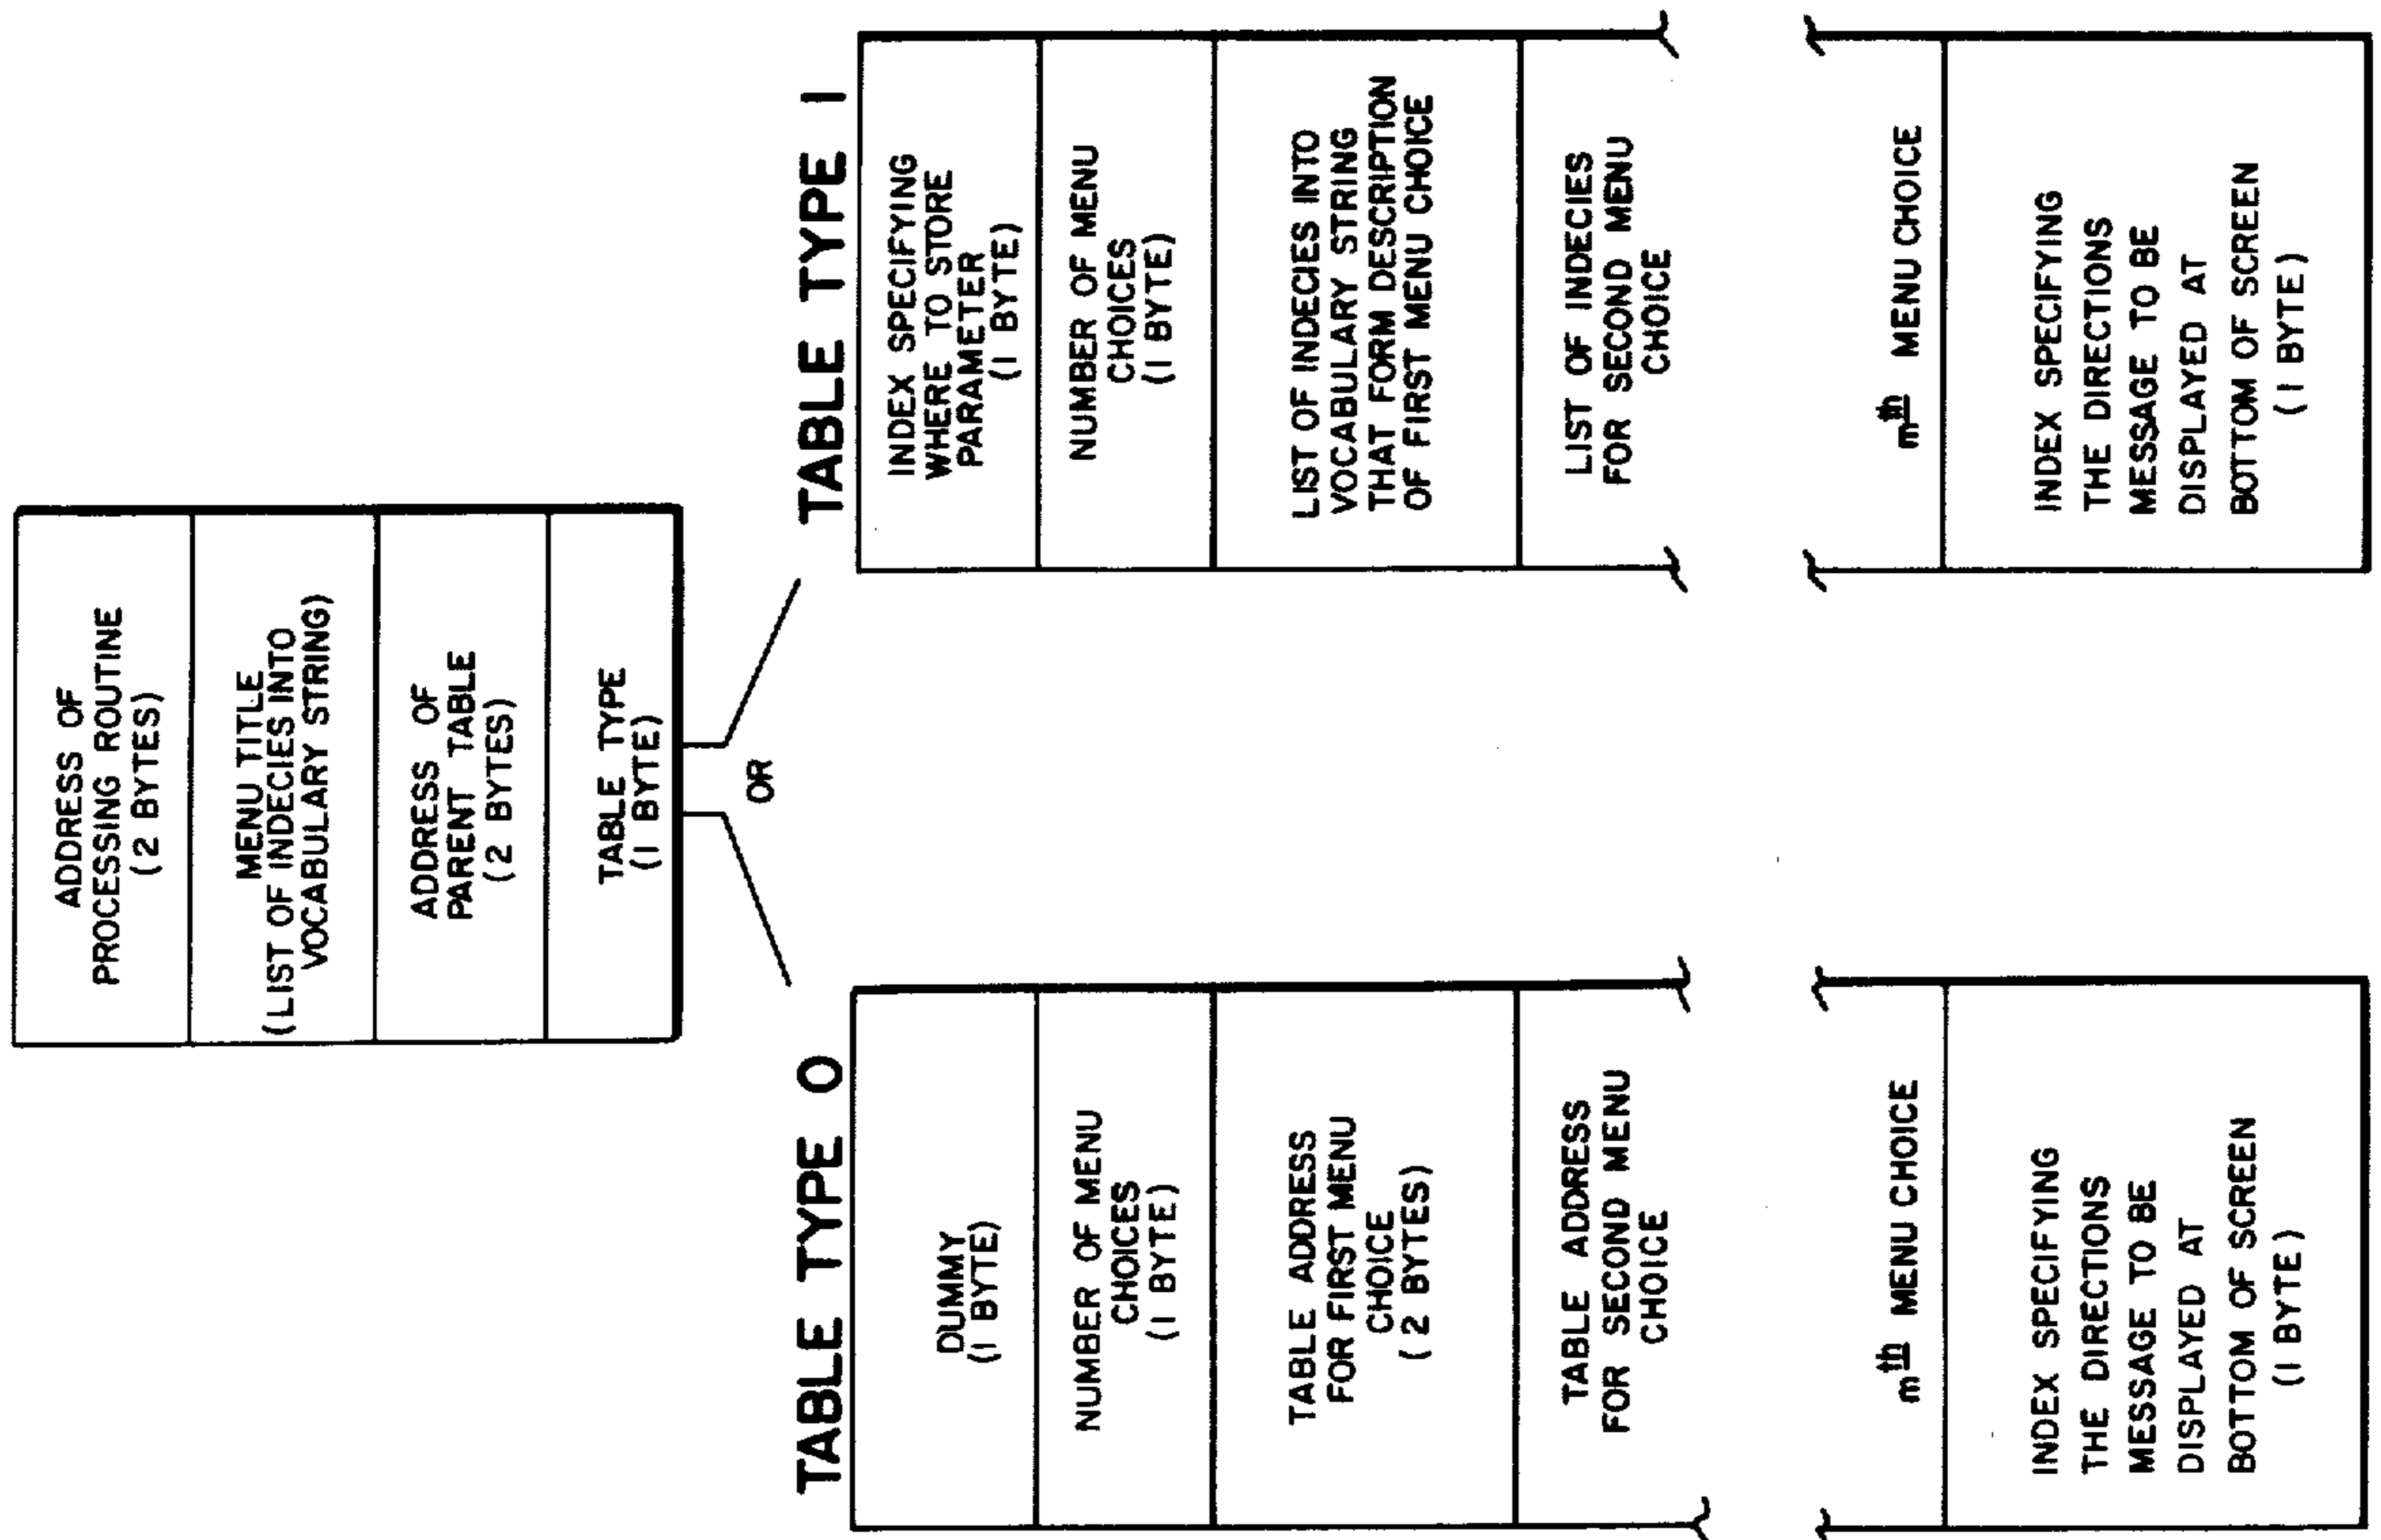 ADDRESS OF
PROCESSING ROUTINE
(2 BYTES)
MENU TITLE
(LIST OF INDECIES INTO
VOCABULARY STRING)
ADDRESS OF
PARENT TABLE
(2 BYTES)
TABLE TYPE
(1 BYTE)
OR
TABLE TYPE 0
DUMMY
(1 BYTE)
NUMBER OF MENU
CHOICES
(1 BYTE)
TABLE ADDRESS
FOR FIRST MENU
CHOICE
(2 BYTES)
TABLE ADDRESS
FOR SECOND MENU
CHOICE
mth MENU CHOICE
INDEX SPECIFYING
THE DIRECTIONS
MESSAGE TO BE
DISPLAYED AT
BOTTOM OF SCREEN
(1 BYTE)
TABLE TYPE 1
INDEX SPECIFYING
WHERE TO STORE
PARAMETER
(1 BYTE)
NUMBER OF MENU
CHOICES
(1 BYTE)
LIST OF INDECIES INTO
VOCABULARY STRING
THAT FORM DESCRIPTION
OF FIRST MENU CHOICE
LIST OF INDECIES
FOR SECOND MENU
CHOICE
mth MENU CHOICE
INDEX SPECIFYING
THE DIRECTIONS
MESSAGE TO BE
DISPLAYED AT
BOTTOM OF SCREEN
(1 BYTE)